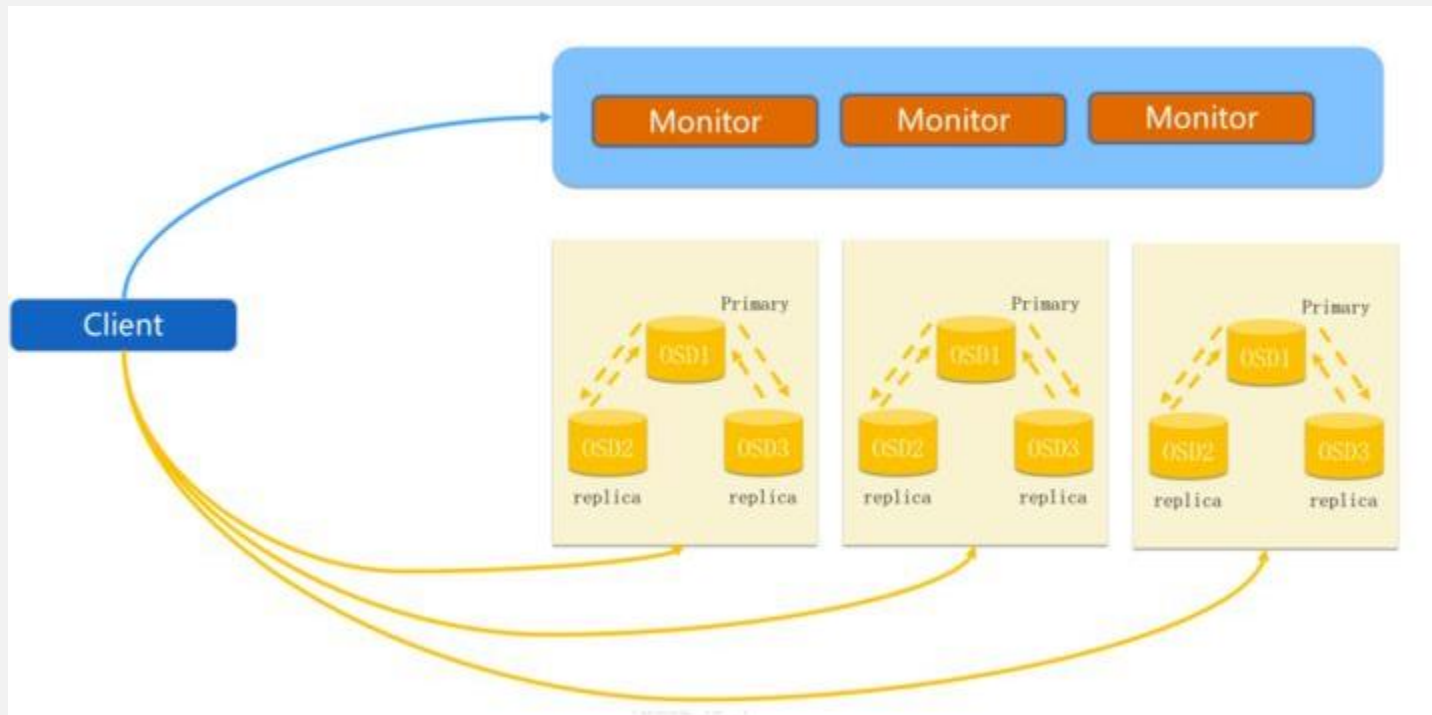 Monitor
Monitor
Monitor
Client
Primary
OSD1
OSD2
OSD3
replica
replica
Primary
OSD1
OSD2
OSD3
replica
replica
Primary
OSD1
OSD2
OSD3
replica
replica